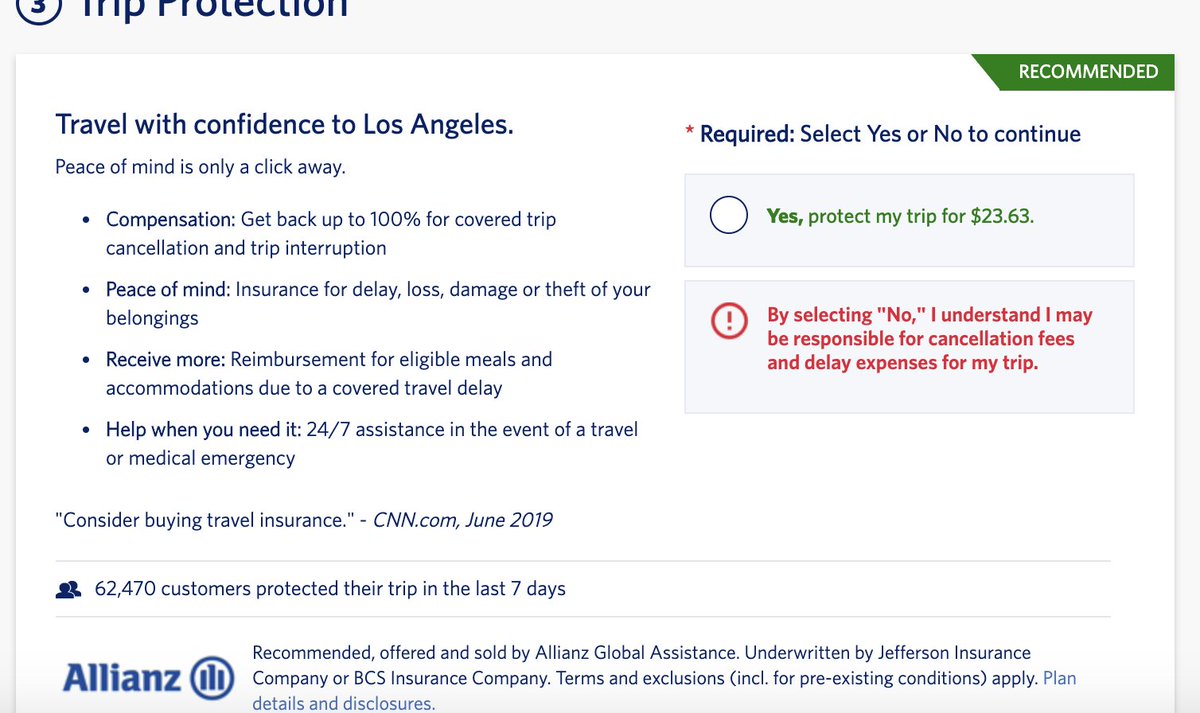 3 Trip Protection
RECOMMENDED
Travel with confidence to Los Angeles.
Peace of mind is only a click away.
• Compensation: Get back up to 100% for covered trip
cancellation and trip interruption
• Peace of mind: Insurance for delay, loss, damage or theft of your
belongings
• Receive more: Reimbursement for eligible meals and
accommodations due to a covered travel delay
• Help when you need it: 24/7 assistance in the event of a travel
or medical emergency
"Consider buying travel insurance." - CNN.com, June 2019
* Required: Select Yes or No to continue
Yes, protect my trip for $23.63.
By selecting "No," I understand I may
be responsible for cancellation fees
and delay expenses for my trip.
62,470 customers protected their trip in the last 7 days
Allianz
Recommended, offered and sold by Allianz Global Assistance. Underwritten by Jefferson Insurance
Company or BCS Insurance Company. Terms and exclusions (incl. for pre-existing conditions) apply. Plan
details and disclosures.